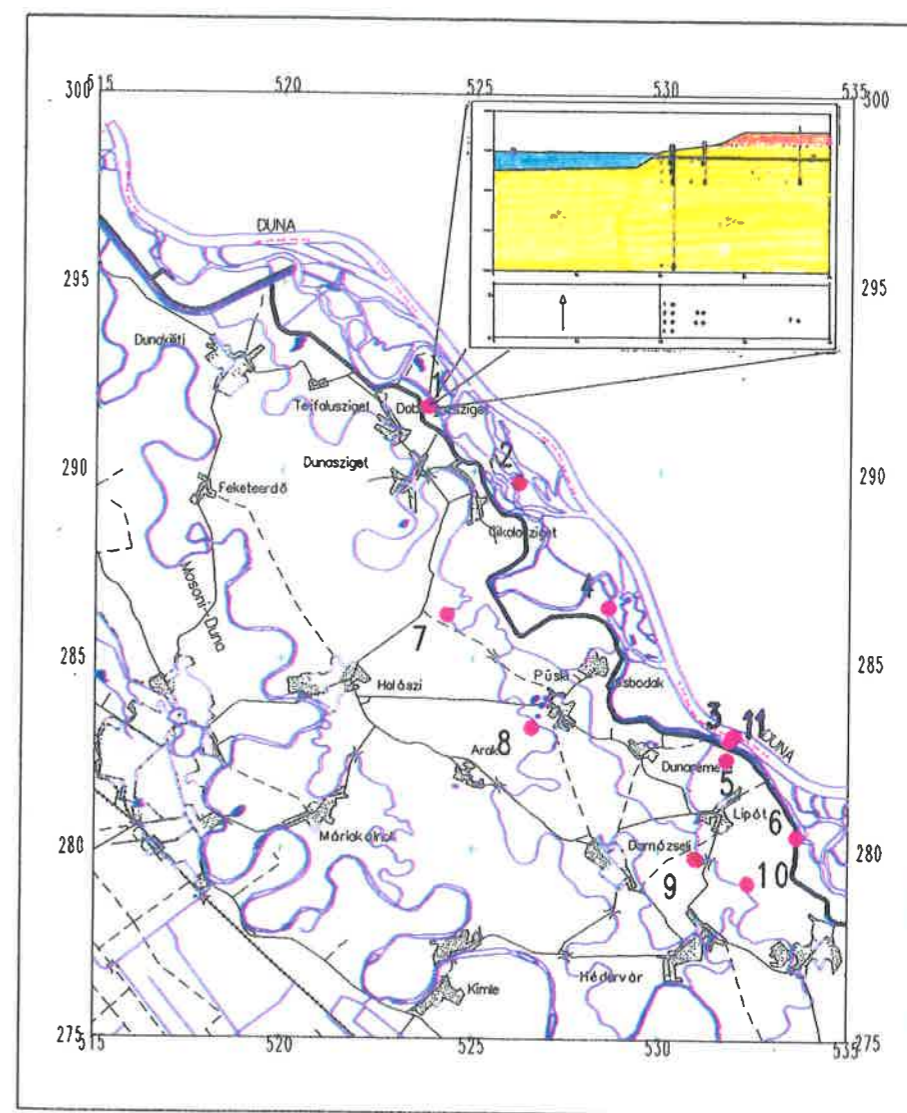 515 520 525 530 535
300 300
DUNA
295 295
Dunakiliti
1
Tejfalusziget
2
290 Dunasziget 290
Feketeerdő
Cikolasziget
4
Mosoni-Duna
7
285 Püski 285
Halászi
3 11 DUNA
8
Arak
5
Lipót
6
Máriakálnok
280 Darnózseli 280
9 10
Hédervár
Kimle
275 275
515 520 525 530 535